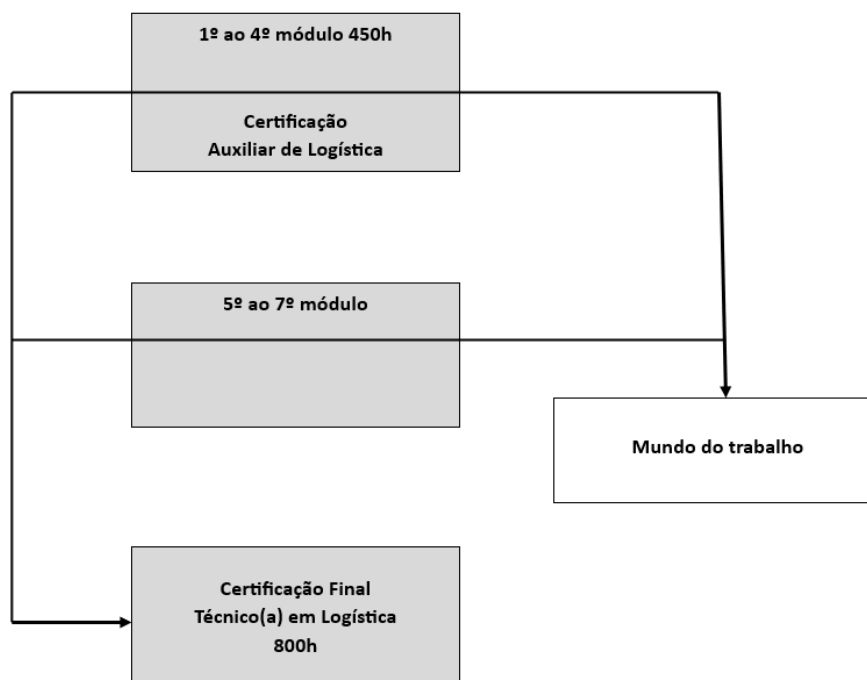 1º ao 4º módulo 450h
Certificação
Auxiliar de Logística
5º ao 7º módulo
Mundo do trabalho
Certificação Final
Técnico(a) em Logística
800h